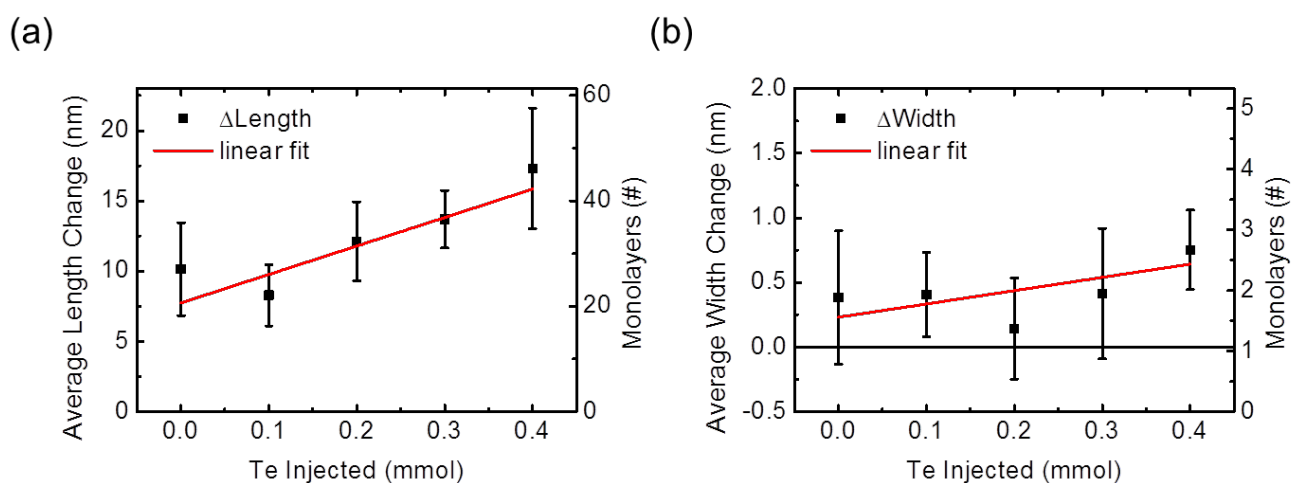 (a)
Average Length Change (nm)
20
15
10
5
0
ΔLength
linear fit
60
40
20
0
Monolayers (#)
0.0 0.1 0.2 0.3 0.4
Te Injected (mmol)
(b)
Average Width Change (nm)
2.0
1.5
1.0
0.5
0.0
-0.5
ΔWidth
linear fit
5
4
3
2
1
0
Monolayers (#)
0.0 0.1 0.2 0.3 0.4
Te Injected (mmol)